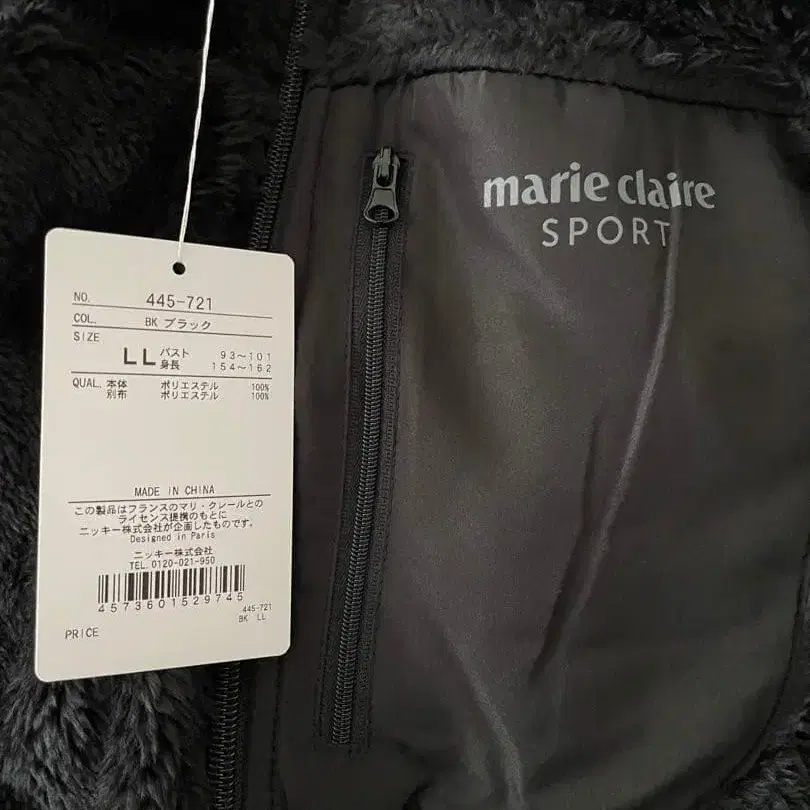 NO. 445-721
COL. BK ブラック
SIZE
LL バスト 93～101
身長 154～162
QUAL. 本体 ポリエステル 100%
別布 ポリエステル 100%
MADE IN CHINA
この製品はフランスのマリ・クレールとの
ライセンス提携のもとに
ニッキー株式会社が企画したものです。
Designed in Paris
ニッキー株式会社
TEL. 0120-021-950
4573601529745
445-721
BK LL
PRICE
marie claire
SPORT